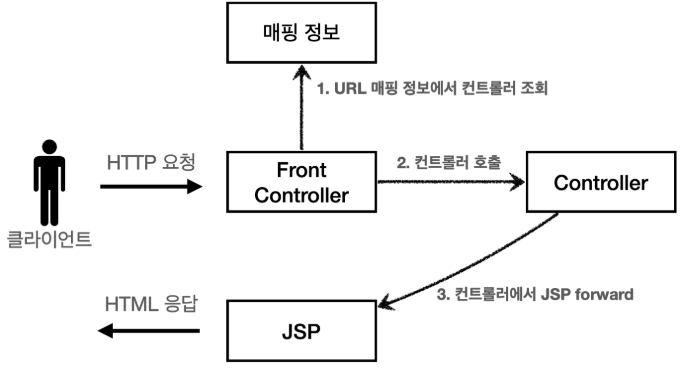 매핑 정보
1. URL 매핑 정보에서 컨트롤러 조회
HTTP 요청
Front
Controller
2. 컨트롤러 호출
Controller
클라이언트
3. 컨트롤러에서 JSP forward
HTML 응답
JSP